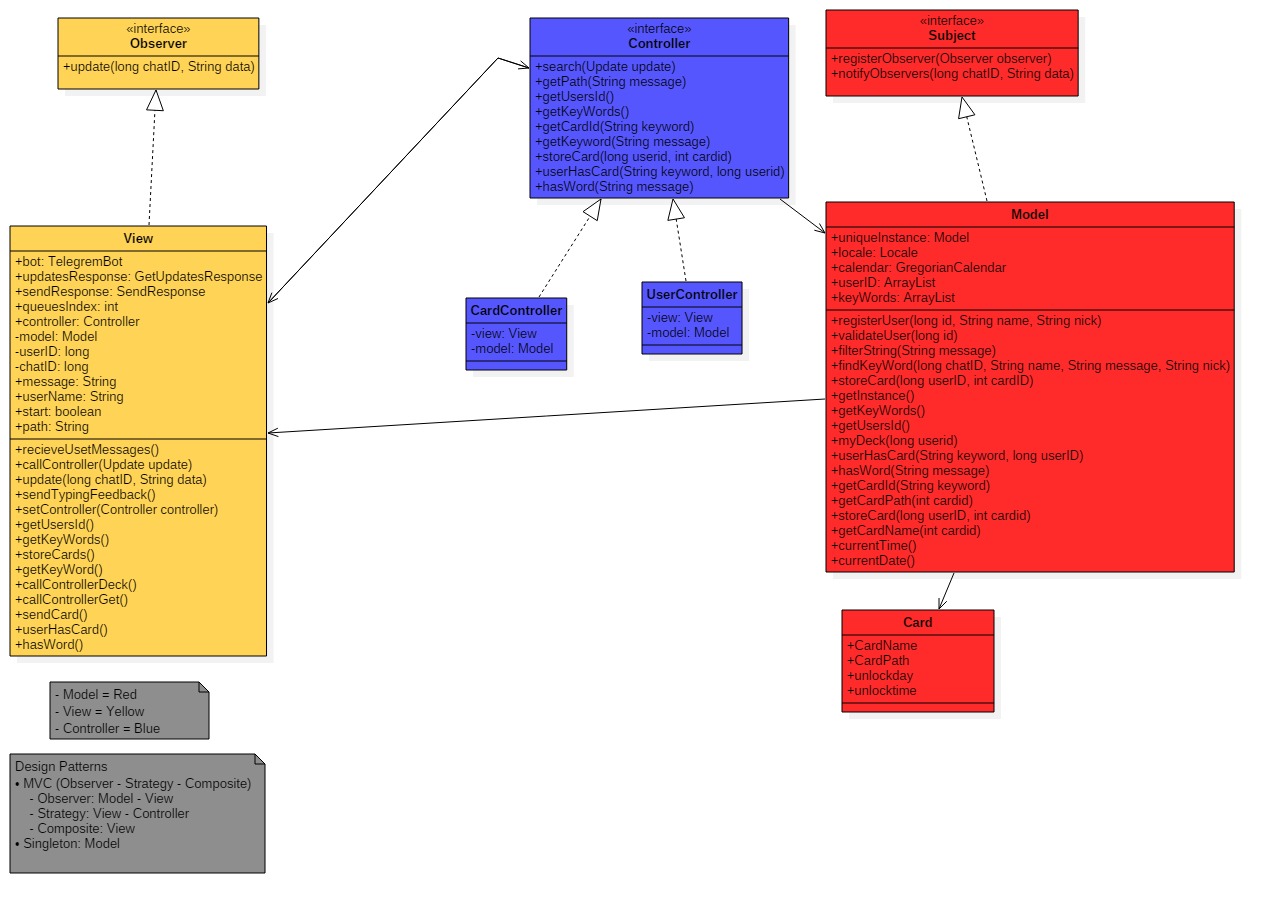 «interface»
Observer
+update(long chatID, String data)
«interface»
Controller
+search(Update update)
+getPath(String message)
+getUsersId()
+getKeyWords()
+getCardId(String keyword)
+getKeyword(String message)
+storeCard(long userid, int cardid)
+userHasCard(String keyword, long userid)
+hasWord(String message)
«interface»
Subject
+registerObserver(Observer observer)
+notifyObservers(long chatID, String data)
View
+bot: TelegremBot
+updatesResponse: GetUpdatesResponse
+sendResponse: SendResponse
+queuesIndex: int
+controller: Controller
-model: Model
-userID: long
-chatID: long
+message: String
+userName: String
+start: boolean
+path: String
+recieveUsetMessages()
+callController(Update update)
+update(long chatID, String data)
+sendTypingFeedback()
+setController(Controller controller)
+getUsersId()
+getKeyWords()
+storeCards()
+getKeyWord()
+callControllerDeck()
+callControllerGet()
+sendCard()
+userHasCard()
+hasWord()
CardController
-view: View
-model: Model
UserController
-view: View
-model: Model
Model
+uniqueInstance: Model
+locale: Locale
+calendar: GregorianCalendar
+userID: ArrayList
+keyWords: ArrayList
+registerUser(long id, String name, String nick)
+validateUser(long id)
+filterString(String message)
+findKeyWord(long chatID, String name, String message, String nick)
+storeCard(long userID, int cardID)
+getInstance()
+getKeyWords()
+getUsersId()
+myDeck(long userid)
+userHasCard(String keyword, long userID)
+hasWord(String message)
+getCardId(String keyword)
+getCardPath(int cardid)
+storeCard(long userID, int cardid)
+getCardName(int cardid)
+currentTime()
+currentDate()
Card
+CardName
+CardPath
+unlockday
+unlocktime
- Model = Red
- View = Yellow
- Controller = Blue
Design Patterns
• MVC (Observer - Strategy - Composite)
- Observer: Model - View
- Strategy: View - Controller
- Composite: View
• Singleton: Model